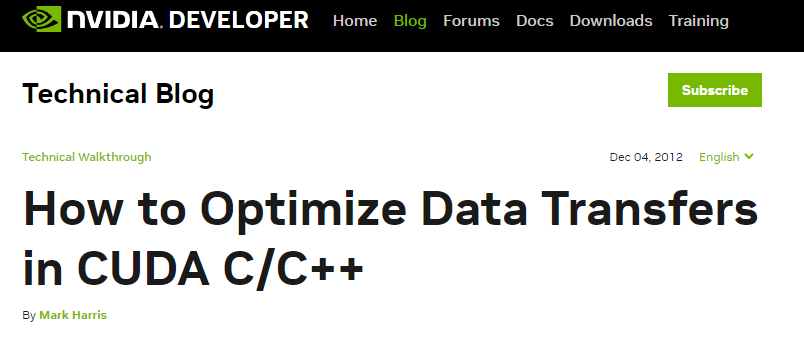 NVIDIA. DEVELOPER Home Blog Forums Docs Downloads Training
Technical Blog Subscribe
Technical Walkthrough Dec 04, 2012 English
How to Optimize Data Transfers
in CUDA C/C++
By Mark Harris